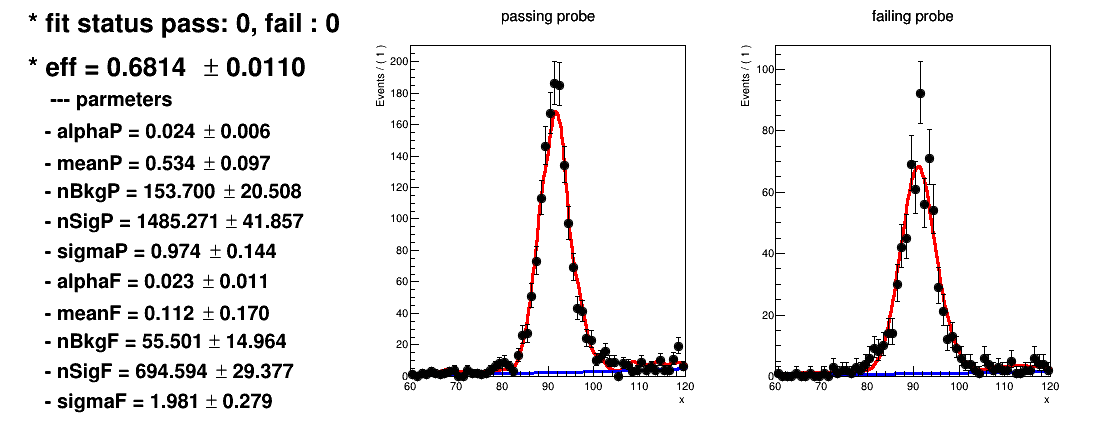 * fit status pass: 0, fail : 0
* eff = 0.6814 ± 0.0110
--- parmeters
- alphaP = 0.024 ± 0.006
- meanP = 0.534 ± 0.097
- nBkgP = 153.700 ± 20.508
- nSigP = 1485.271 ± 41.857
- sigmaP = 0.974 ± 0.144
- alphaF = 0.023 ± 0.011
- meanF = 0.112 ± 0.170
- nBkgF = 55.501 ± 14.964
- nSigF = 694.594 ± 29.377
- sigmaF = 1.981 ± 0.279
passing probe
Events / ( 1 )
200
180
160
140
120
100
80
60
40
20
0
60 70 80 90 100 110 120
x
failing probe
Events / ( 1 )
100
80
60
40
20
0
60 70 80 90 100 110 120
x